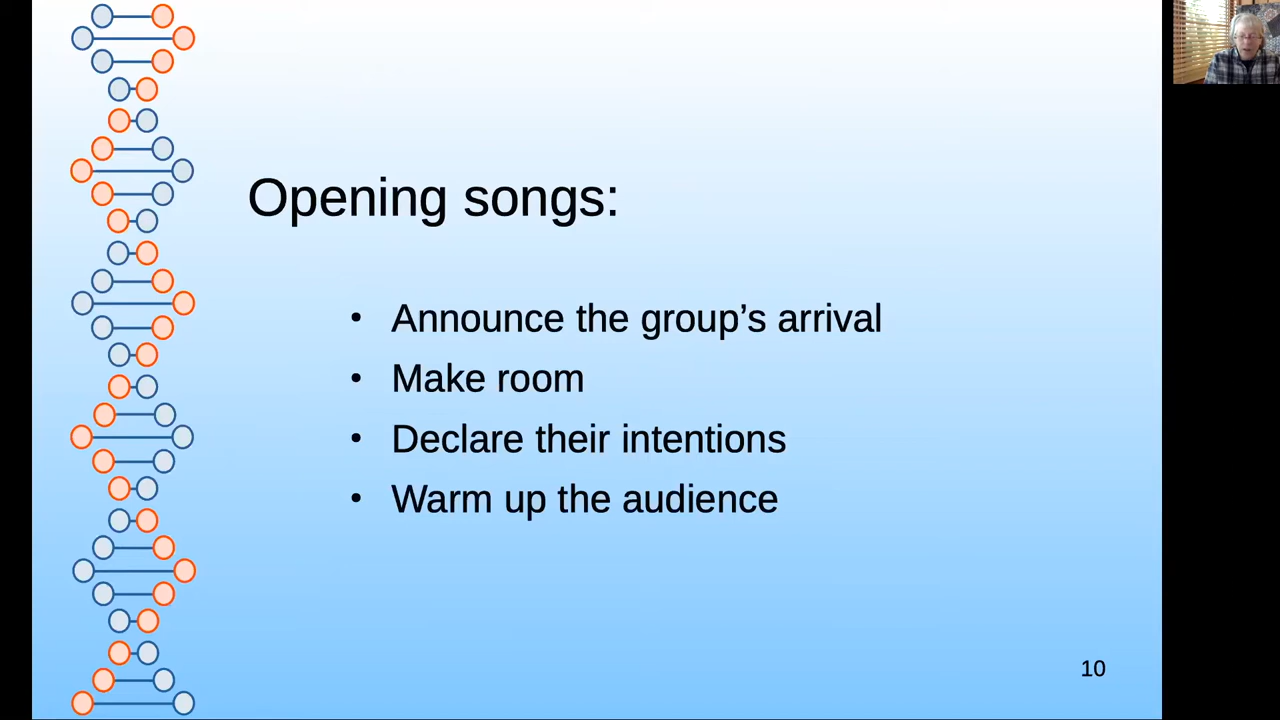 Opening songs:
• Announce the group’s arrival
• Make room
• Declare their intentions
• Warm up the audience
10